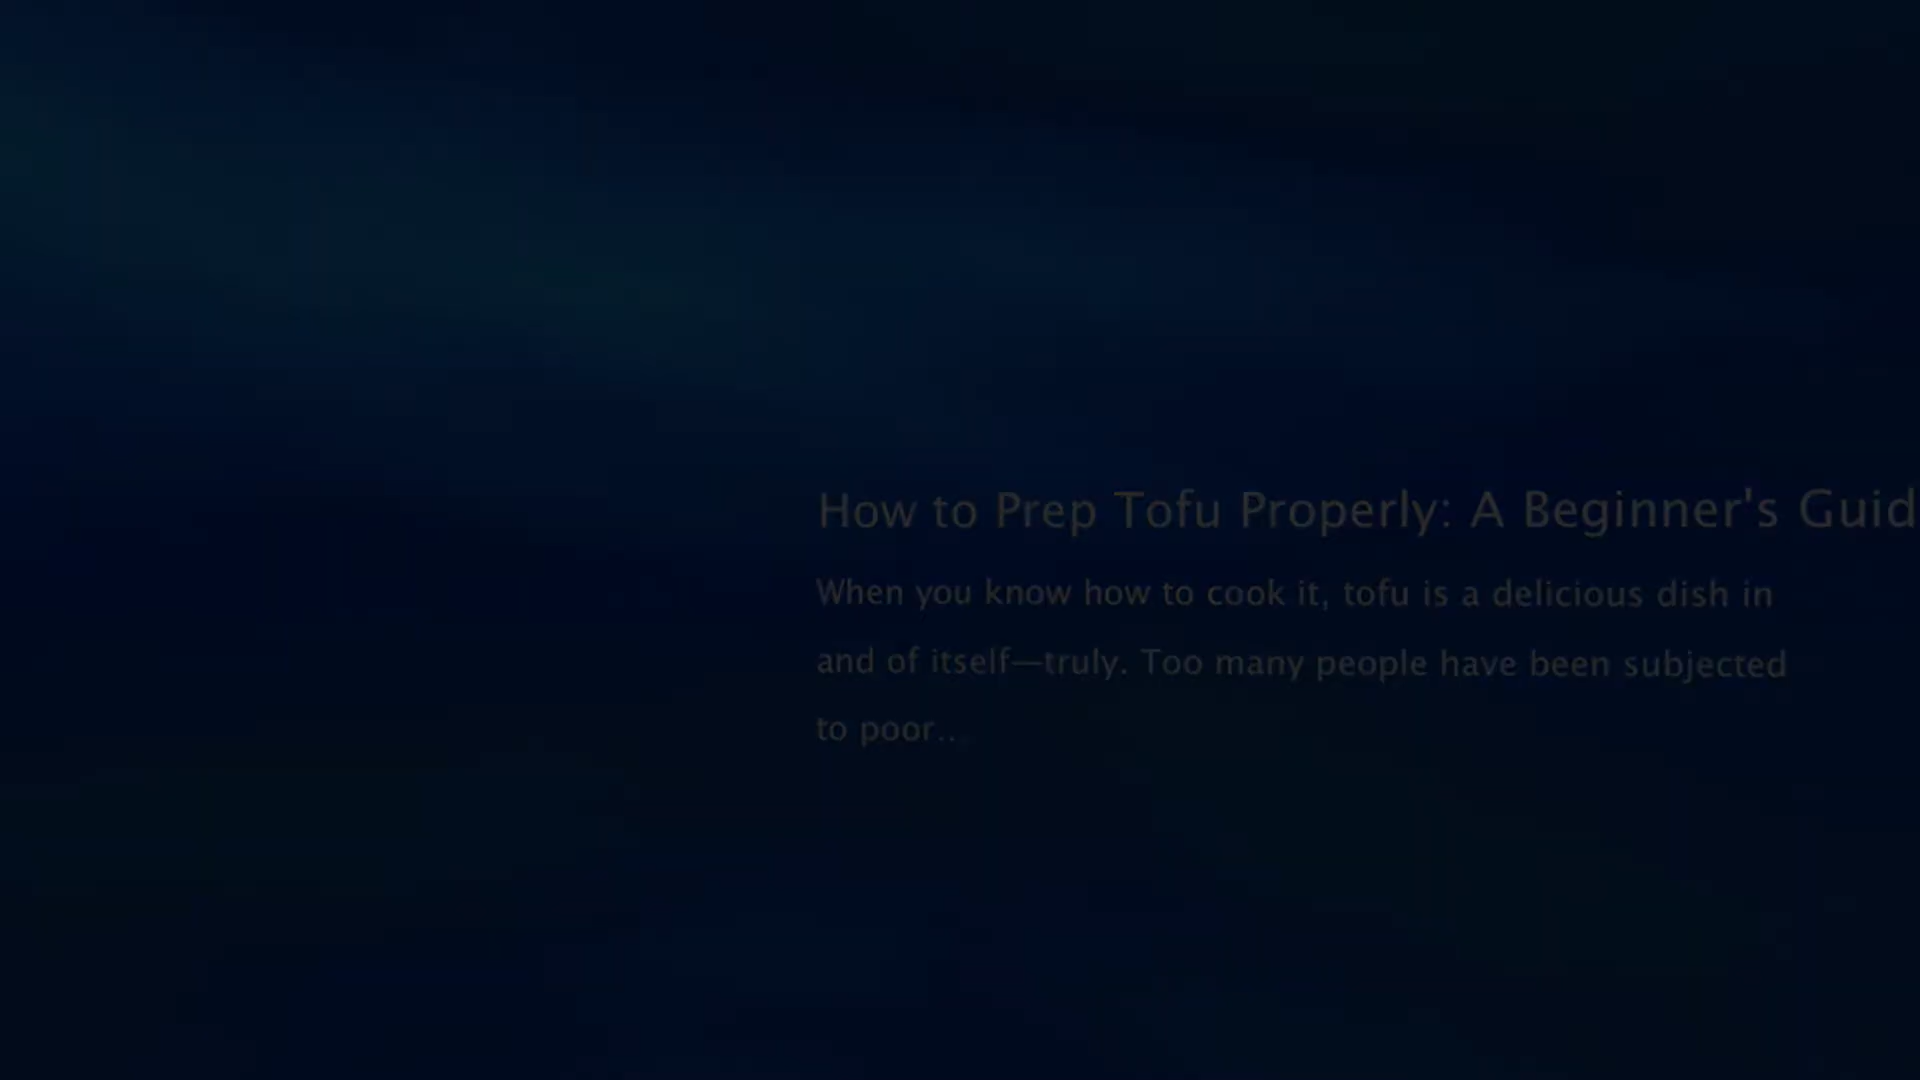 How to Prep Tofu Properly: A Beginner's Guid
When you know how to cook it, tofu is a delicious dish in
and of itself—truly. Too many people have been subjected
to poor...